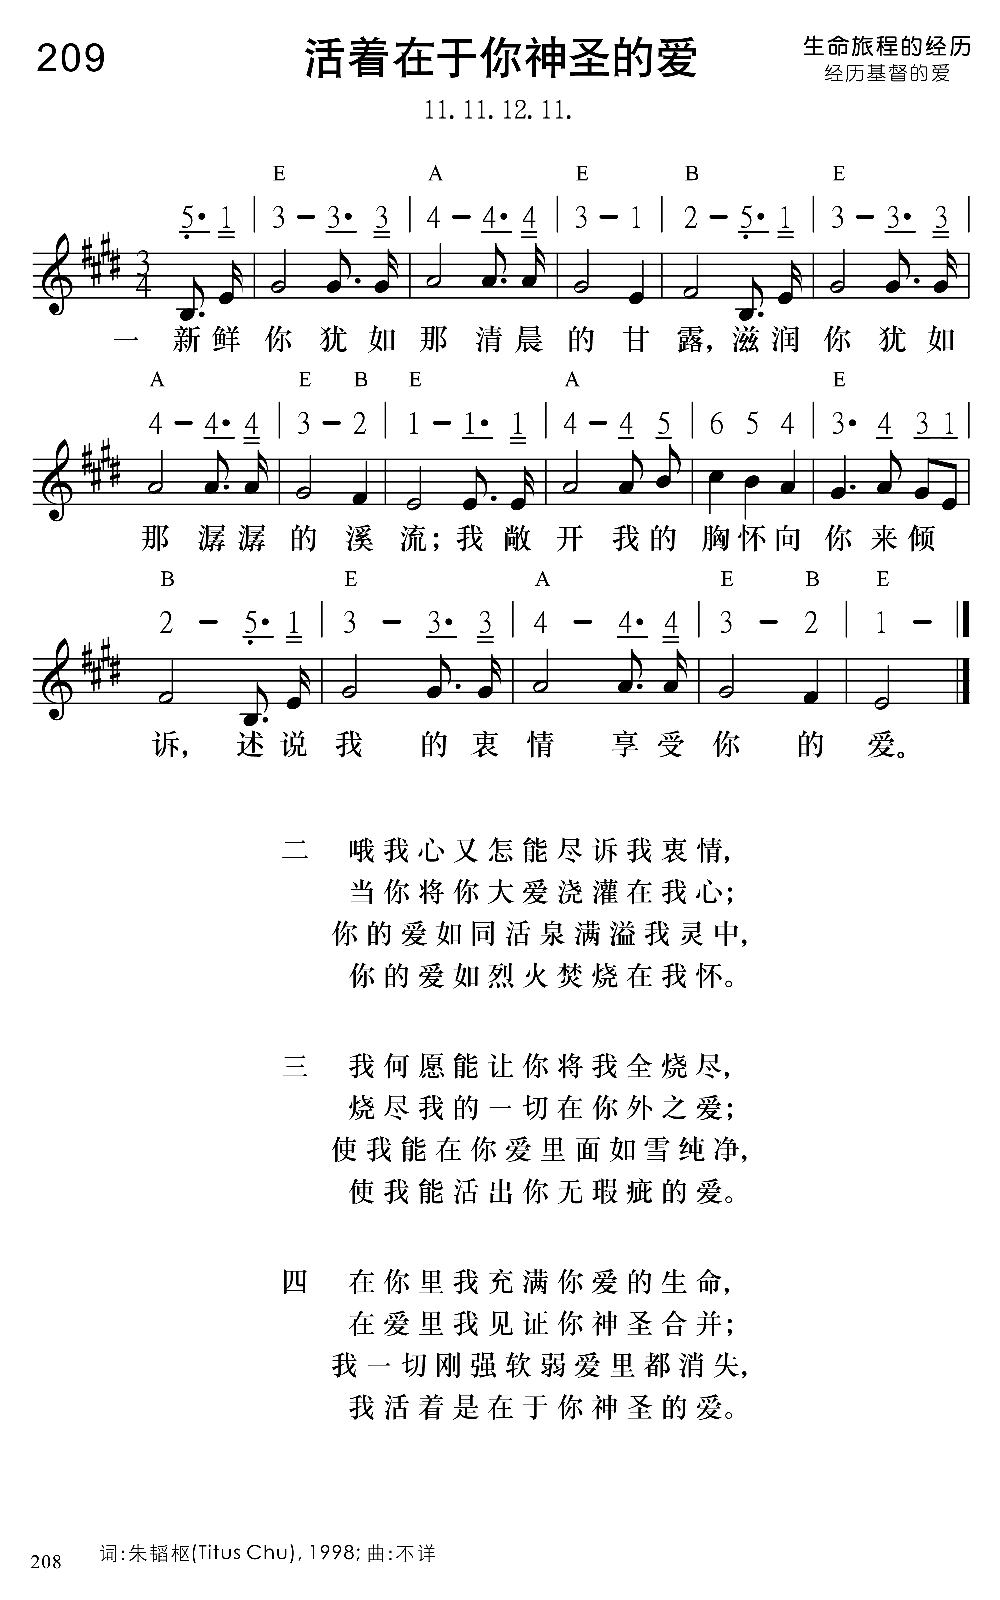 209
活着在于你神圣的爱
生命旅程的经历
经历基督的爱
11. 11. 12. 11.
E A E B E
5• 1 | 3 − 3• 3 | 4 − 4• 4 | 3 − 1 | 2 − 5• 1 | 3 − 3• 3 |
3
4
一 新鲜你犹如那清晨的甘露，滋润你犹如
A E B E A E
4 − 4• 4 | 3 − 2 | 1 − 1• 1 | 4 − 4 5 | 6 5 4 | 3• 4 3 1 |
那潺潺的溪流；我敞开我的胸怀向你来倾
B E A E B E
2 − 5• 1 | 3 − 3• 3 | 4 − 4• 4 | 3 − 2 | 1 − ‖
诉，述说我的衷情享受你的爱。
二 哦我心又怎能尽诉我衷情，
当你将你大爱浇灌在我心；
你的爱如同活泉满溢我灵中，
你的爱如烈火焚烧在我怀。
三 我何愿能让你将我全烧尽，
烧尽我的一切在你外之爱；
使我能在你爱里面如雪纯净，
使我能活出你无瑕疵的爱。
四 在你里我充满你爱的生命，
在爱里我见证你神圣合并；
我一切刚强软弱爱里都消失，
我活着是在于你神圣的爱。
208
词:朱韬枢(Titus Chu), 1998; 曲:不详